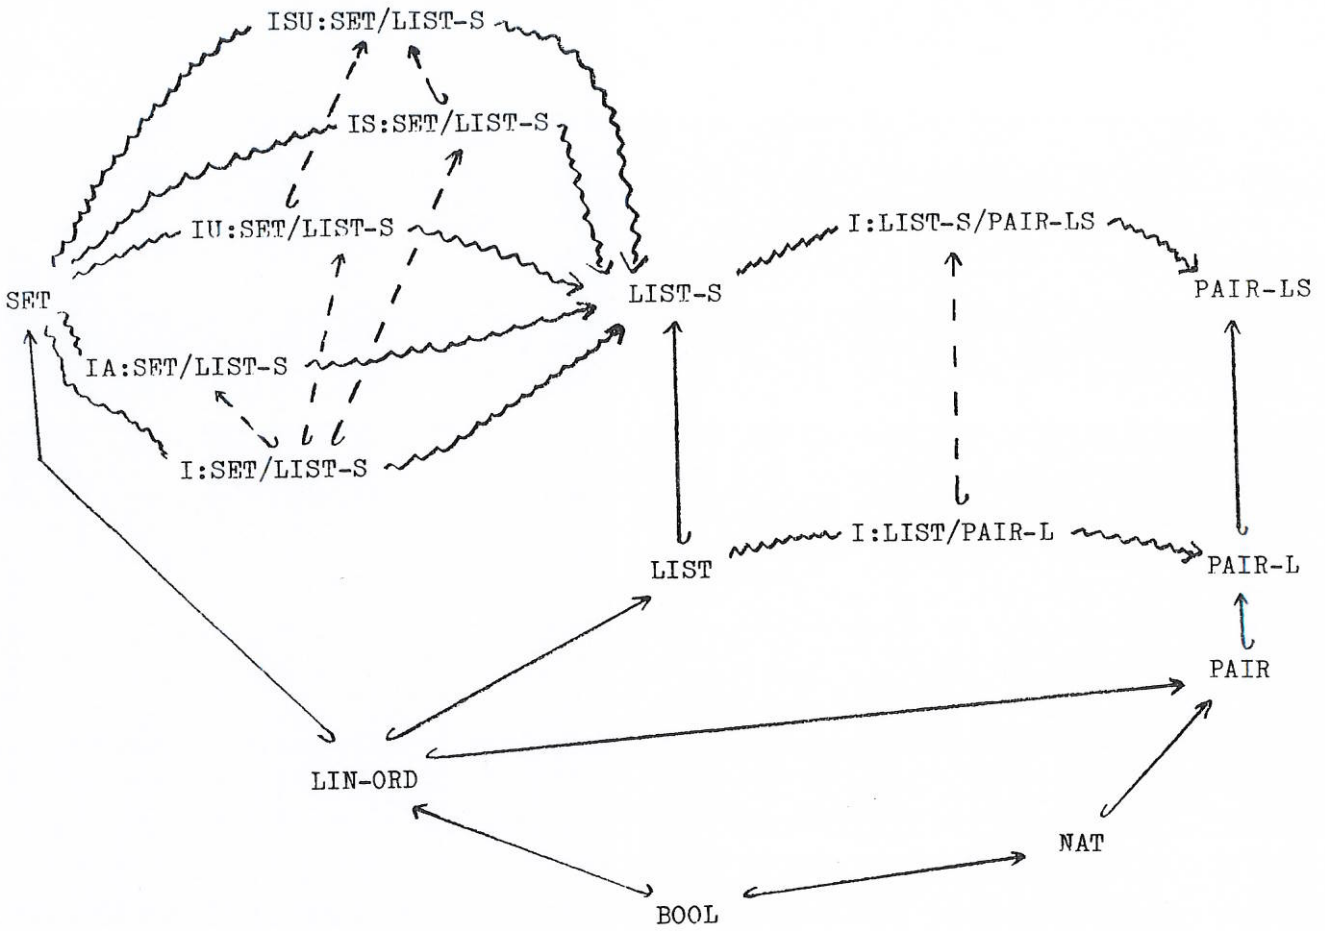 ISU:SET/LIST-S
IS:SET/LIST-S
IU:SET/LIST-S
I:LIST-S/PAIR-LS
SET
LIST-S
PAIR-LS
IA:SET/LIST-S
I:SET/LIST-S
I:LIST/PAIR-L
LIST
PAIR-L
PAIR
LIN-ORD
NAT
BOOL